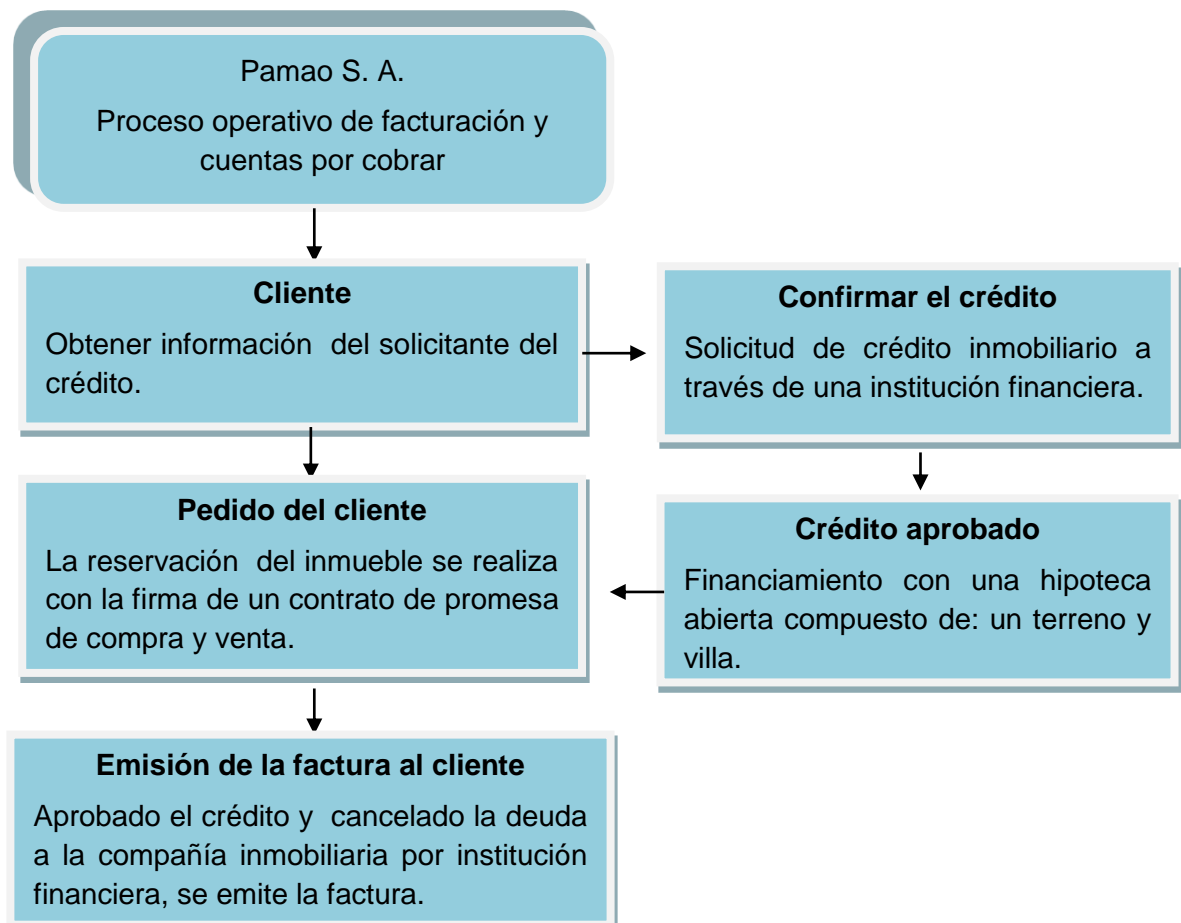 Pamao S. A.
Proceso operativo de facturación y
cuentas por cobrar
Cliente
Obtener información del solicitante del
crédito.
Confirmar el crédito
Solicitud de crédito inmobiliario a
través de una institución financiera.
Pedido del cliente
La reservación del inmueble se realiza
con la firma de un contrato de promesa
de compra y venta.
Crédito aprobado
Financiamiento con una hipoteca
abierta compuesto de: un terreno y
villa.
Emisión de la factura al cliente
Aprobado el crédito y cancelado la deuda
a la compañía inmobiliaria por institución
financiera, se emite la factura.